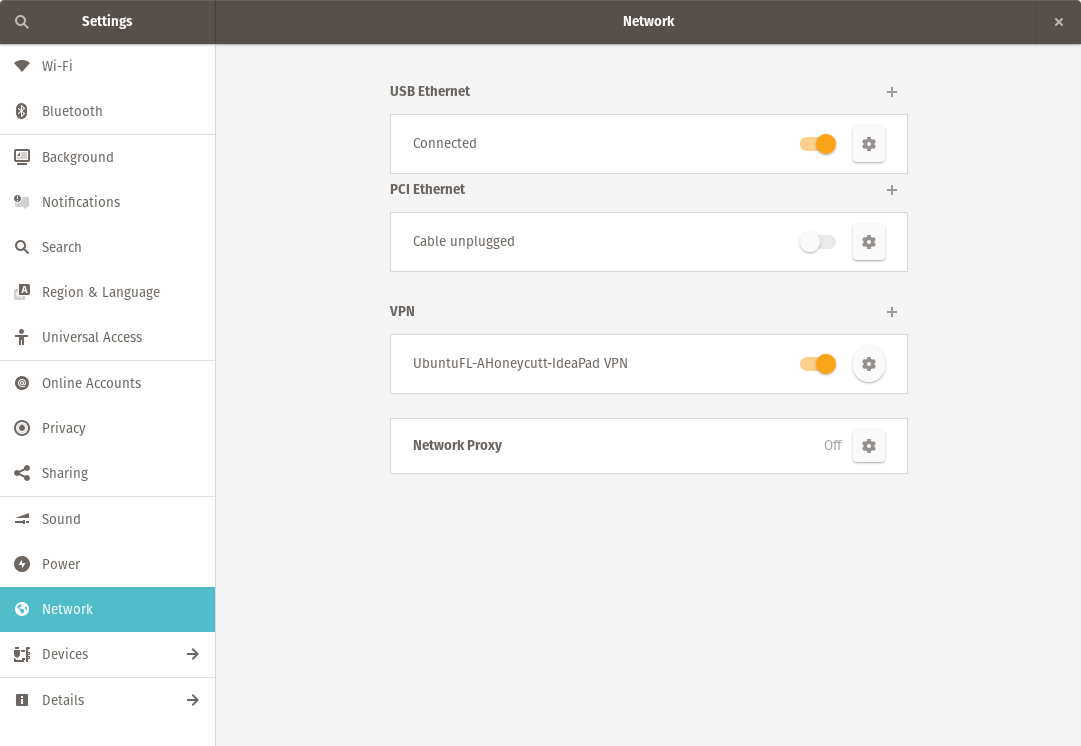 Settings
Network
Wi-Fi
Bluetooth
Background
Notifications
Search
Region & Language
Universal Access
Online Accounts
Privacy
Sharing
Sound
Power
Network
Devices
Details
USB Ethernet
Connected
PCI Ethernet
Cable unplugged
VPN
UbuntuFL-AHoneycutt-IdeaPad VPN
Network Proxy Off